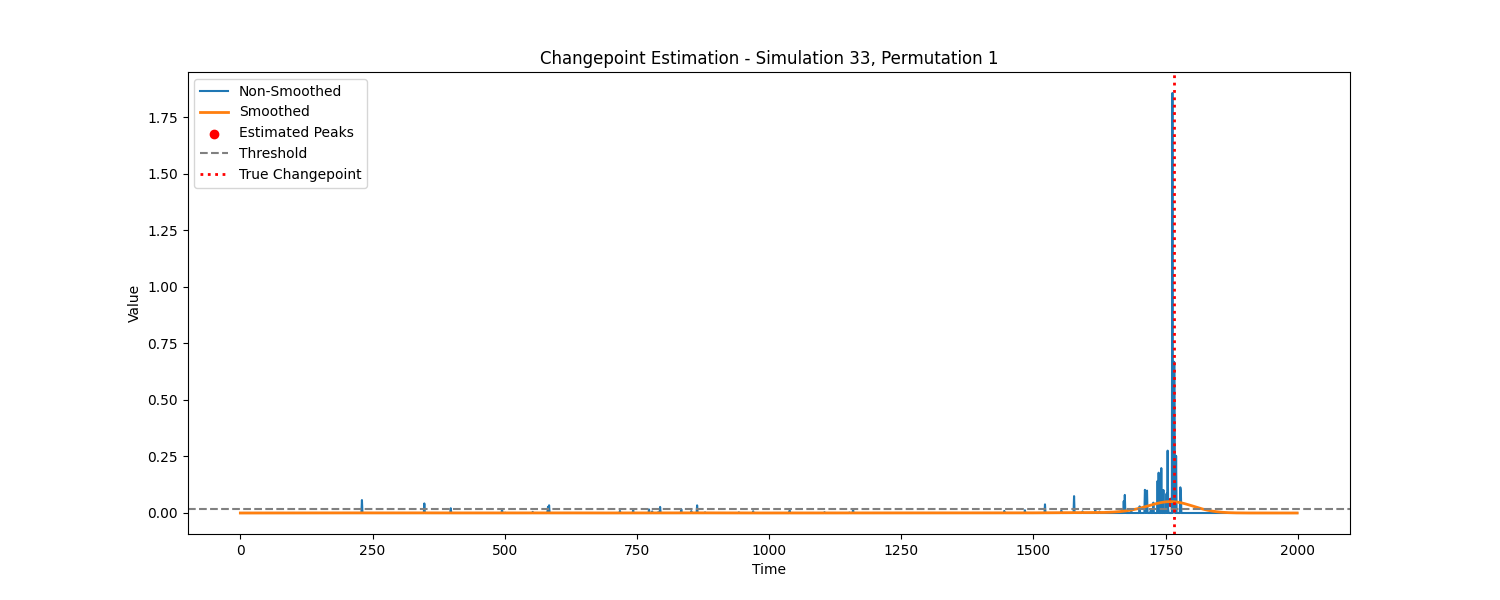 Changepoint Estimation - Simulation 33, Permutation 1
Non-Smoothed
Smoothed
Estimated Peaks
Threshold
True Changepoint
Value
1.75
1.50
1.25
1.00
0.75
0.50
0.25
0.00
0 250 500 750 1000 1250 1500 1750 2000
Time